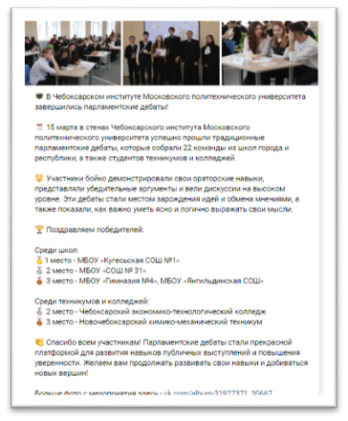 🎓 В Чебоксарском институте Московского политехнического университета
завершились парламентские дебаты!
📅 15 марта в стенах Чебоксарского института Московского
политехнического университета успешно прошли традиционные
парламентские дебаты, которые собрали 22 команды из школ города и
республики, а также студентов техникумов и колледжей.
Участники бойко демонстрировали свои ораторские навыки,
представляли убедительные аргументы и вели дискуссии на высоком
уровне. Эти дебаты стали местом зарождения идей и обмена мнениями, а
также показали, как важно уметь ясно и логично выражать свои мысли.
🏆 Поздравляем победителей:
Среди школ:
🥇 1 место - МБОУ «Кугесьская СОШ №1»
🥈 2 место - МБОУ «СОШ № 31»
🥉 3 место - МБОУ «Гимназия №4», МБОУ «Янгильдинская СОШ»
Среди техникумов и колледжей:
🥈 2 место - Чебоксарский экономико-технологический колледж
🥉 3 место - Новочебоксарский химико-механический техникум
👏 Спасибо всем участникам! Парламентские дебаты стали прекрасной
платформой для развития навыков публичных выступлений и повышения
уверенности. Желаем вам продолжать развивать свои навыки и добиваться
новых вершин!
Больше фото с мероприятия здесь - vk.com/album-31927371_30667